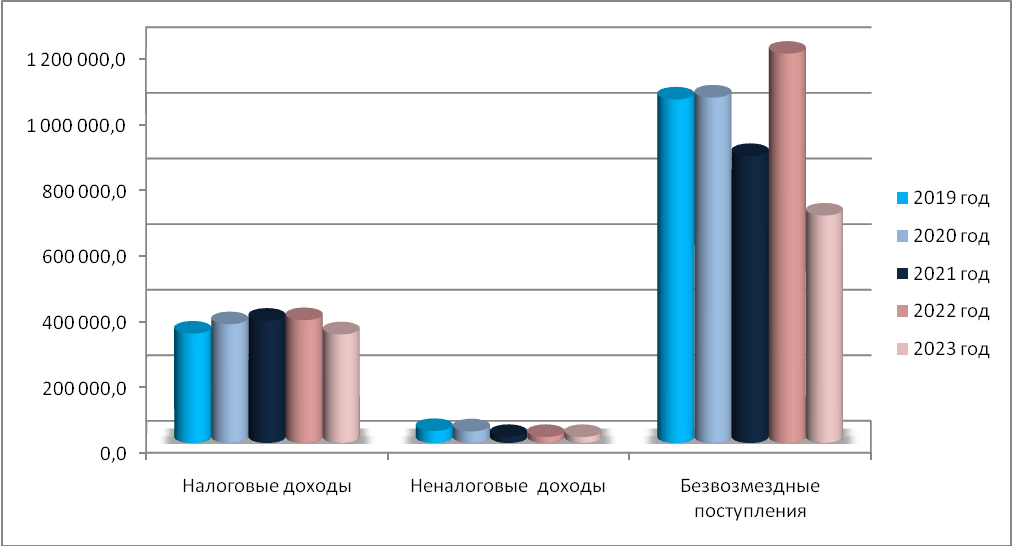 1 200 000,0
1 000 000,0
800 000,0
600 000,0
400 000,0
200 000,0
0,0
Налоговые доходы
Неналоговые доходы
Безвозмездные
поступления
2019 год
2020 год
2021 год
2022 год
2023 год